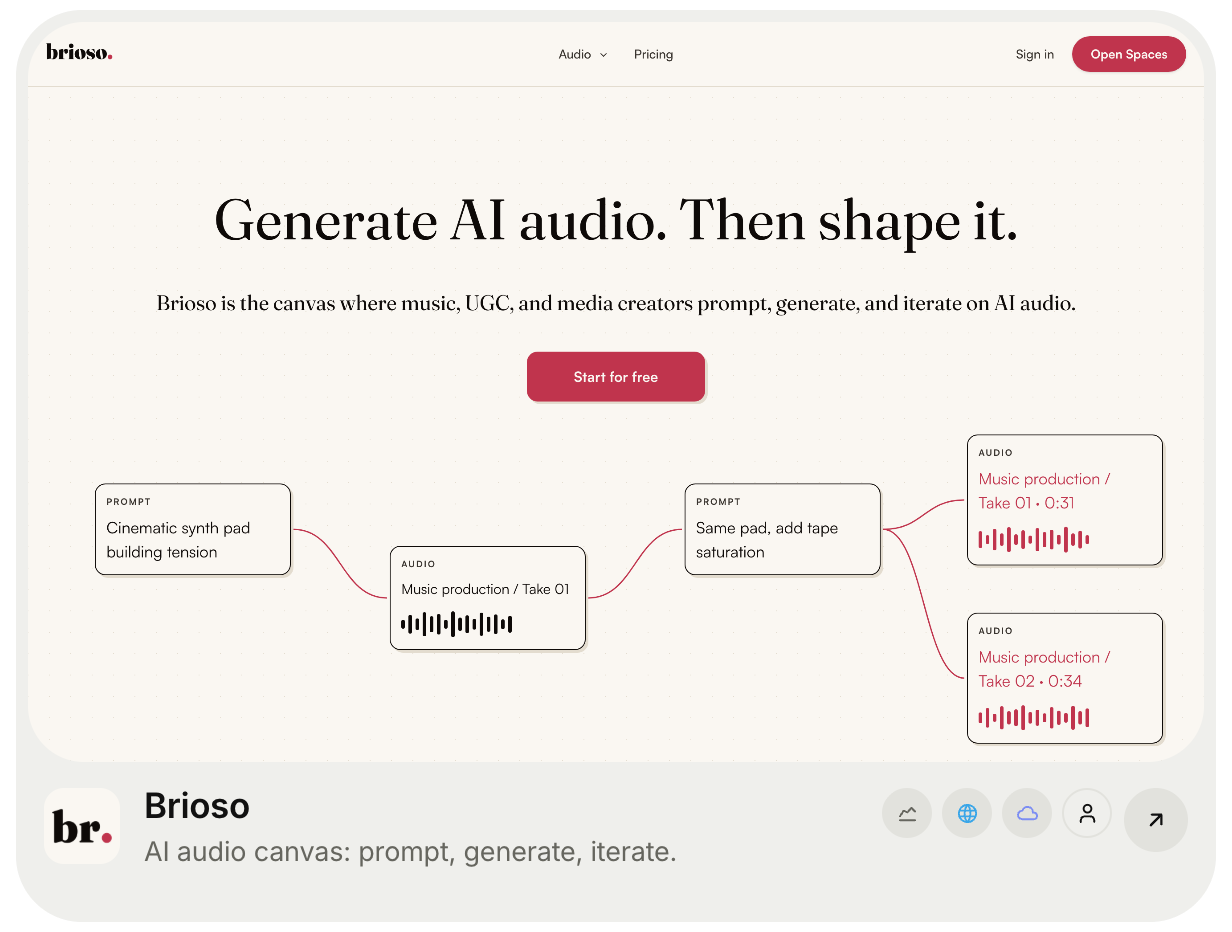 brioso.
Audio
Pricing
Sign in
Open Spaces
Generate AI audio. Then shape it.
Brioso is the canvas where music, UGC, and media creators prompt, generate, and iterate on AI audio.
Start for free
PROMPT
Cinematic synth pad
building tension
AUDIO
Music production / Take 01
PROMPT
Same pad, add tape
saturation
AUDIO
Music production /
Take 01 · 0:31
AUDIO
Music production /
Take 02 · 0:34
br.
Brioso
AI audio canvas: prompt, generate, iterate.